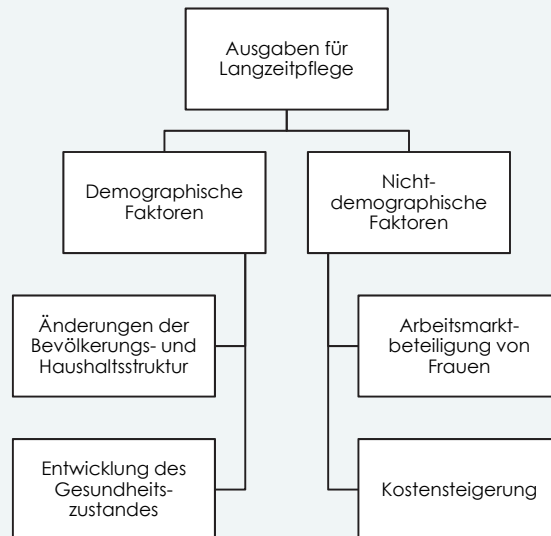 Ausgaben für
Langzeitpflege
Demographische
Faktoren
Nicht-
demographische
Faktoren
Änderungen der
Bevölkerungs- und
Haushaltsstruktur
Arbeitsmarkt-
beteiligung von
Frauen
Entwicklung des
Gesundheits-
zustandes
Kostensteigerung